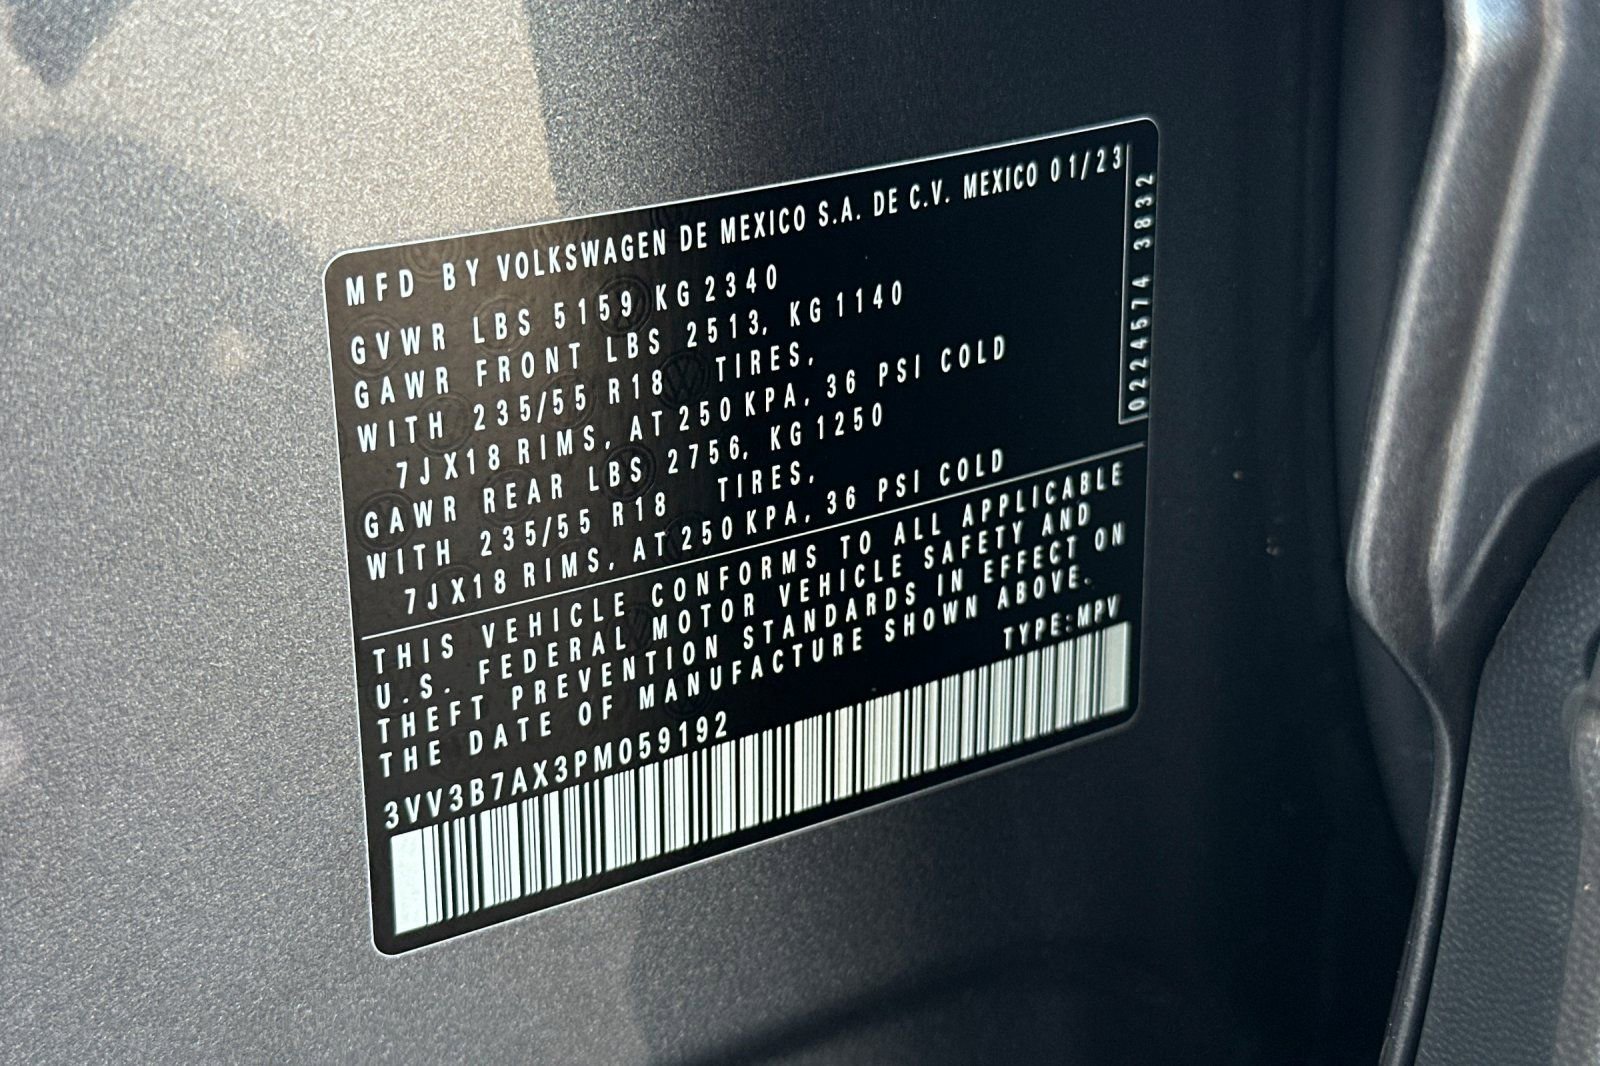 MFD BY VOLKSWAGEN DE MEXICO S.A. DE C.V. MEXICO 01/23
GVWR LBS 5159 KG 2340
GAWR FRONT LBS 2513, KG 1140
WITH 235/55 R18 TIRES,
7JX18 RIMS, AT 250 KPA, 36 PSI COLD
GAWR REAR LBS 2756, KG 1250
WITH 235/55 R18 TIRES,
7JX18 RIMS, AT 250 KPA, 36 PSI COLD
0224574 3832
THIS VEHICLE CONFORMS TO ALL APPLICABLE
U.S. FEDERAL MOTOR VEHICLE SAFETY AND
THEFT PREVENTION STANDARDS IN EFFECT ON
THE DATE OF MANUFACTURE SHOWN ABOVE.
TYPE:MPV
3VV3B7AX3PM059192